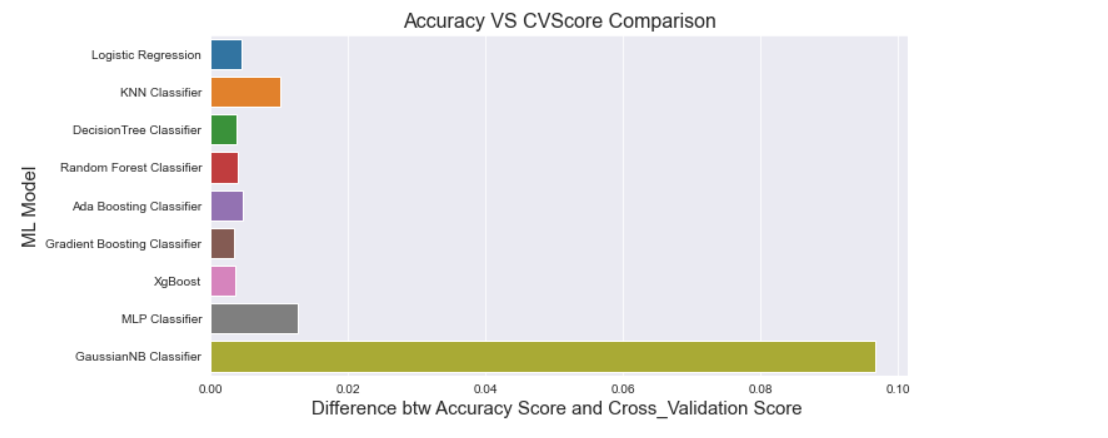 Accuracy VS CVScore Comparison
ML Model
Logistic Regression
KNN Classifier
DecisionTree Classifier
Random Forest Classifier
Ada Boosting Classifier
Gradient Boosting Classifier
XgBoost
MLP Classifier
GaussianNB Classifier
0.00 0.02 0.04 0.06 0.08 0.10
Difference btw Accuracy Score and Cross_Validation Score